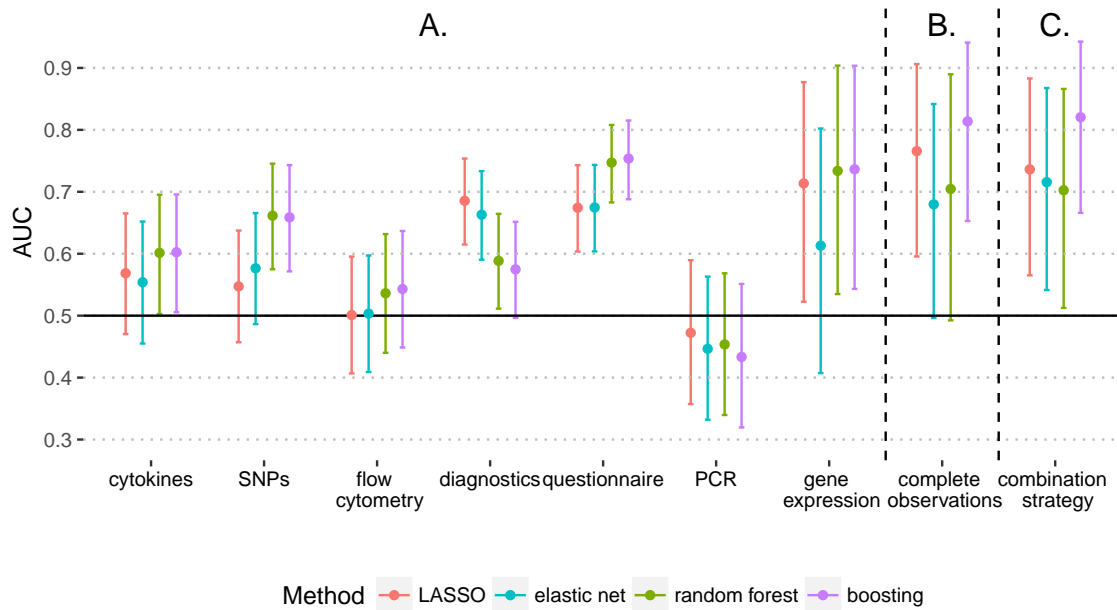 A.
B.
C.
AUC
0.9
0.8
0.7
0.6
0.5
0.4
0.3
cytokines
SNPs
flow
cytometry
diagnostics
questionnaire
PCR
gene
expression
complete
observations
combination
strategy
Method LASSO elastic net random forest boosting